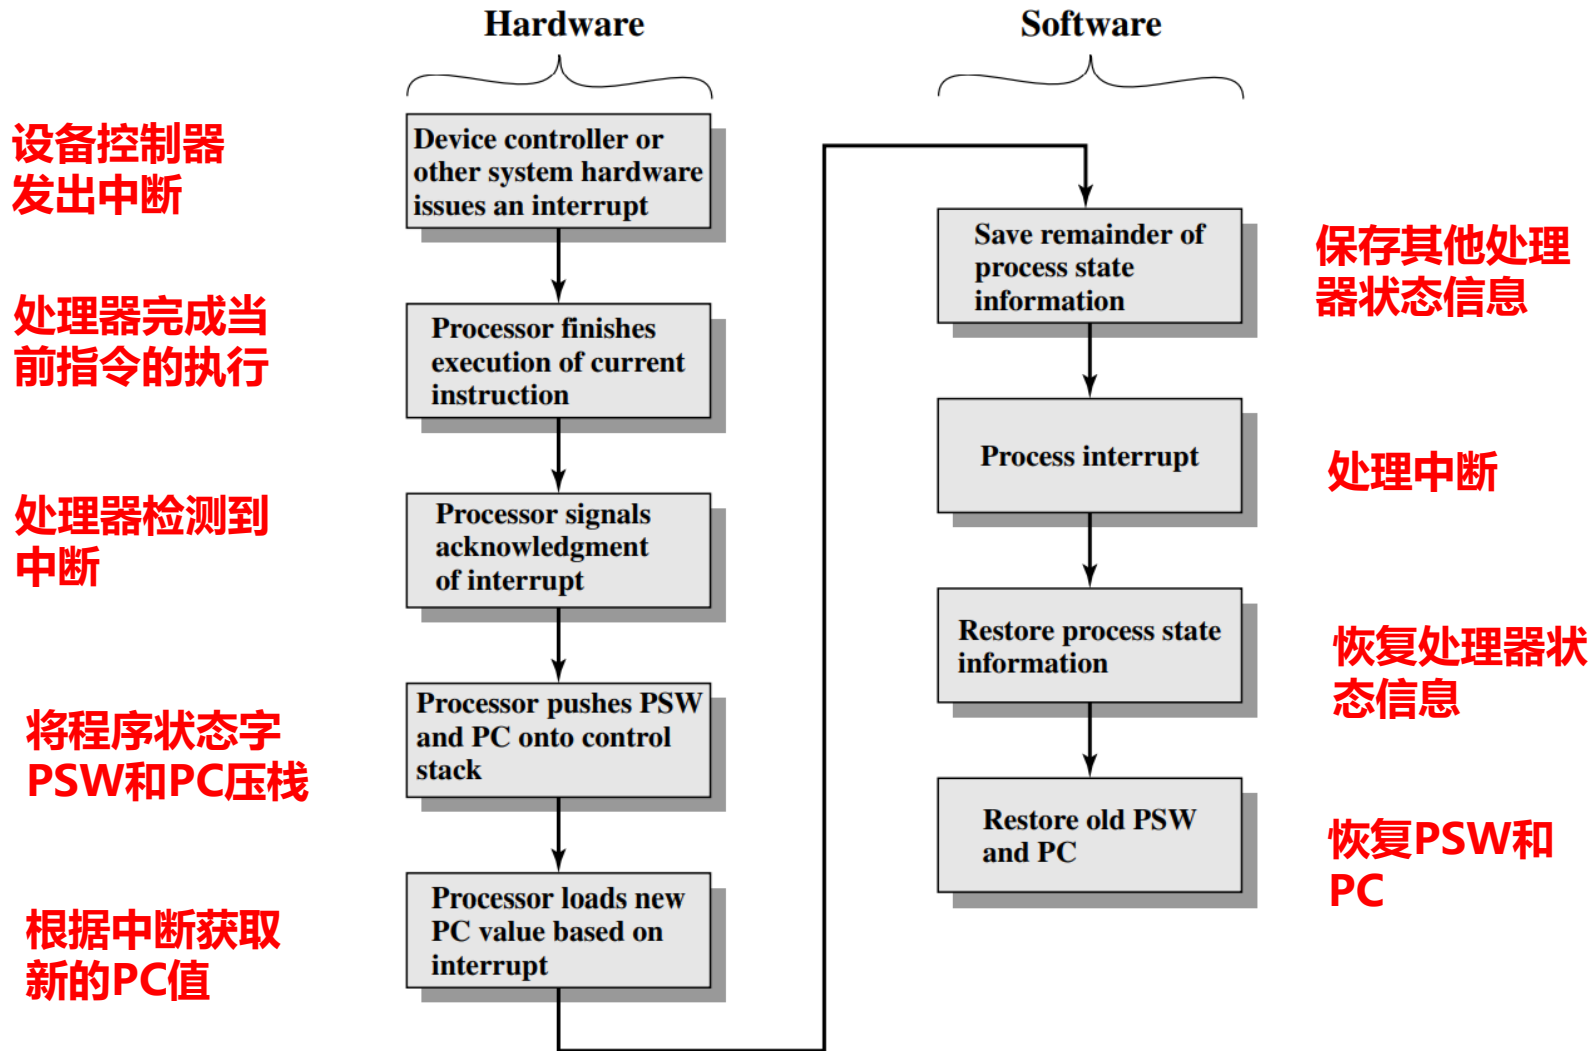 Hardware
设备控制器
发出中断
Device controller or
other system hardware
issues an interrupt
处理器完成当
前指令的执行
Processor finishes
execution of current
instruction
处理器检测到
中断
Processor signals
acknowledgment
of interrupt
将程序状态字
PSW和PC压栈
Processor pushes PSW
and PC onto control
stack
根据中断获取
新的PC值
Processor loads new
PC value based on
interrupt
Software
Save remainder of
process state
information
保存其他处理
器状态信息
Process interrupt
处理中断
Restore process state
information
恢复处理器状
态信息
Restore old PSW
and PC
恢复PSW和
PC